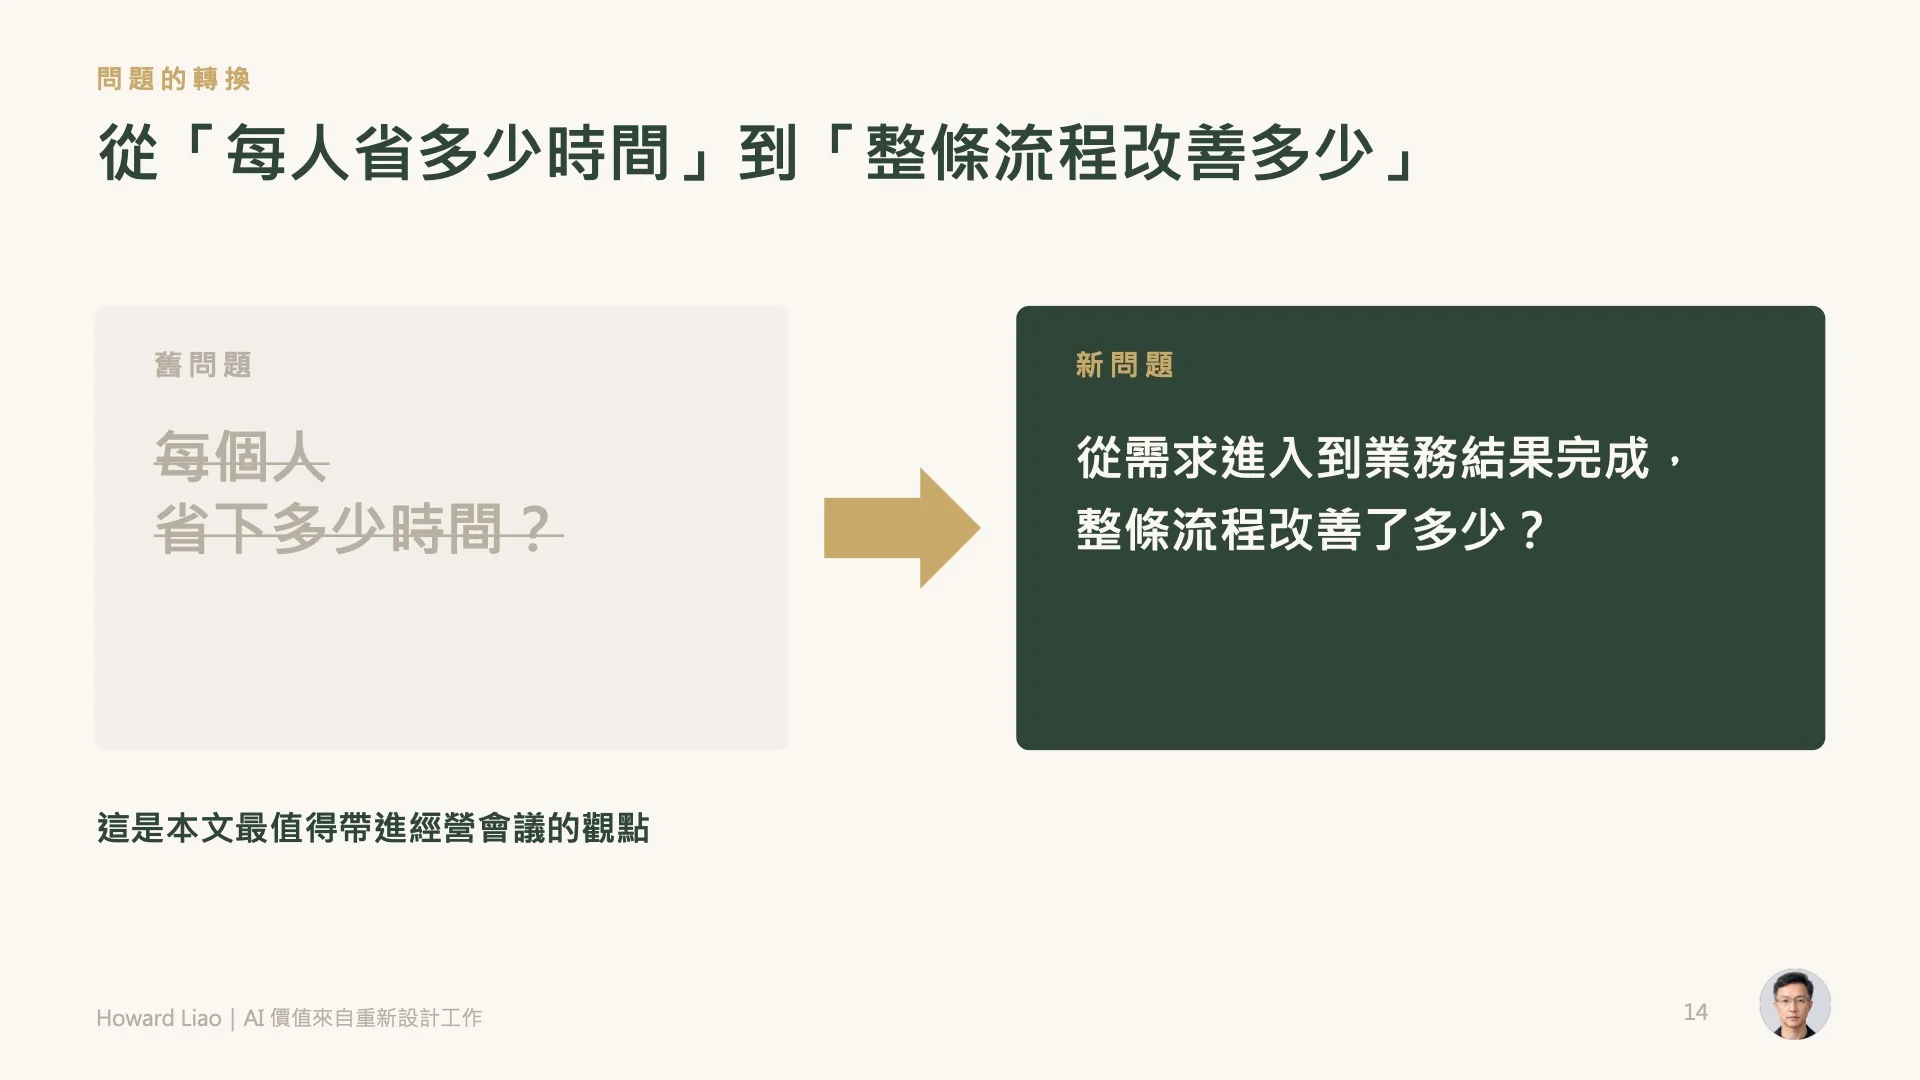 問題的轉換
從「每人省多少時間」到「整條流程改善多少」
舊問題
每個人
省下多少時間？
新問題
從需求進入到業務結果完成，
整條流程改善了多少？
這是本文最值得帶進經營會議的觀點
Howard Liao | AI 價值來自重新設計工作
14